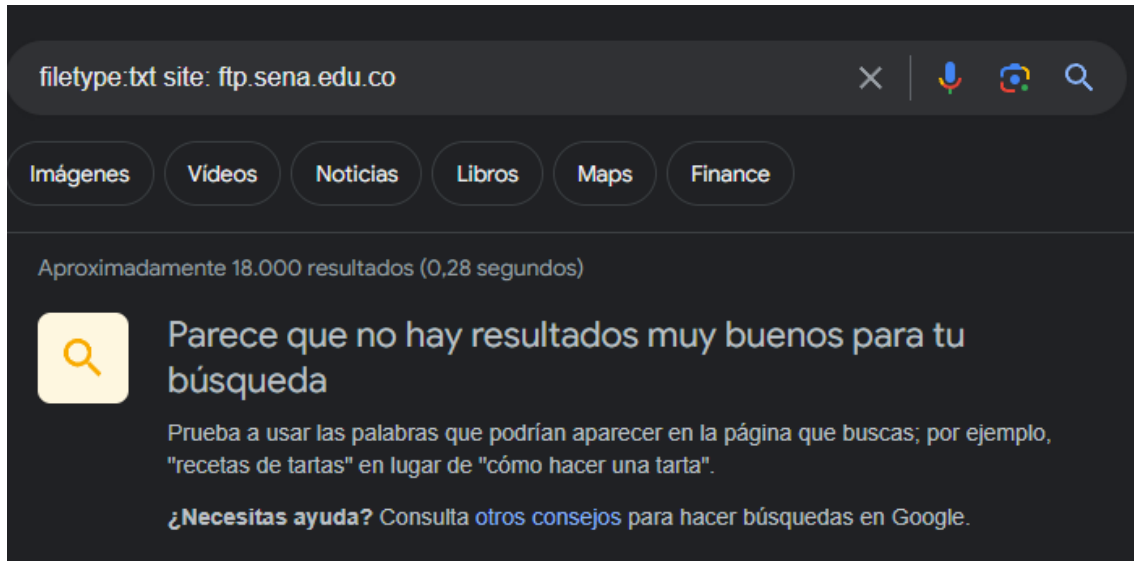 filetype:txt site: ftp.sena.edu.co
Imágenes Vídeos Noticias Libros Maps Finance
Aproximadamente 18.000 resultados (0,28 segundos)
Parece que no hay resultados muy buenos para tu
búsqueda
Prueba a usar las palabras que podrían aparecer en la página que buscas; por ejemplo,
"recetas de tartas" en lugar de "cómo hacer una tarta".
¿Necesitas ayuda? Consulta otros consejos para hacer búsquedas en Google.